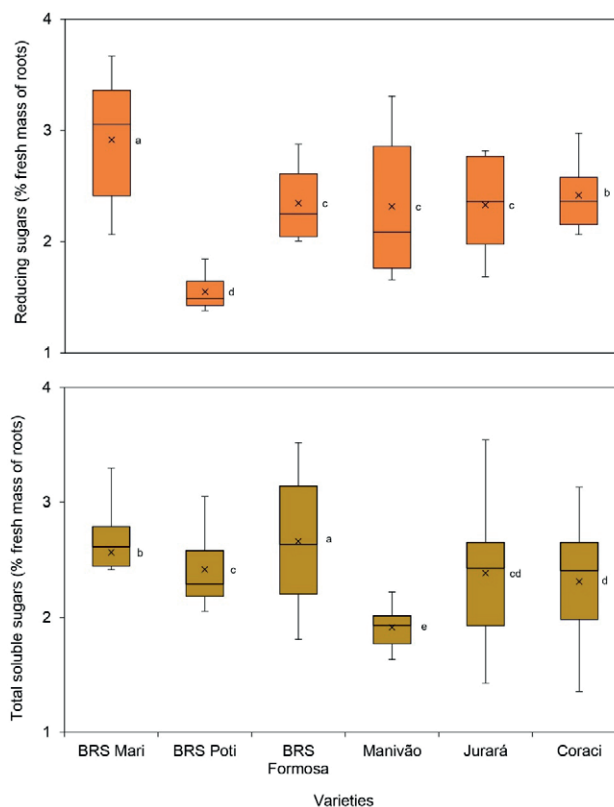 4
3
2
1
Reducing sugars (% fresh mass of roots)
a
d
c
c
c
b
4
3
2
1
Total soluble sugars (% fresh mass of roots)
b
c
a
e
cd
d
BRS Mari
BRS Poti
BRS
Formosa
Manivão
Jurará
Coraci
Varieties